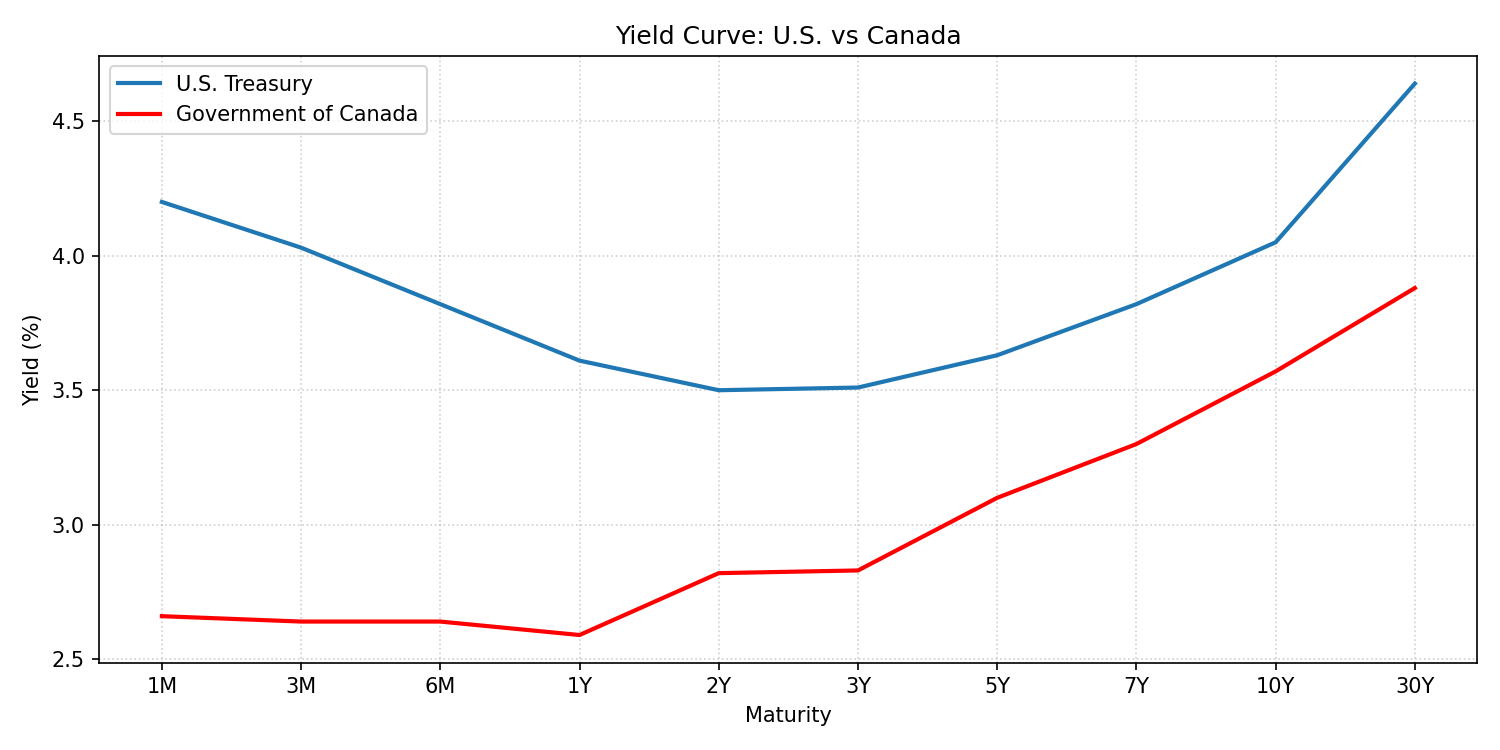 Yield Curve: U.S. vs Canada
U.S. Treasury
Government of Canada
Yield (%)
4.5
4.0
3.5
3.0
2.5
1M 3M 6M 1Y 2Y 3Y 5Y 7Y 10Y 30Y
Maturity